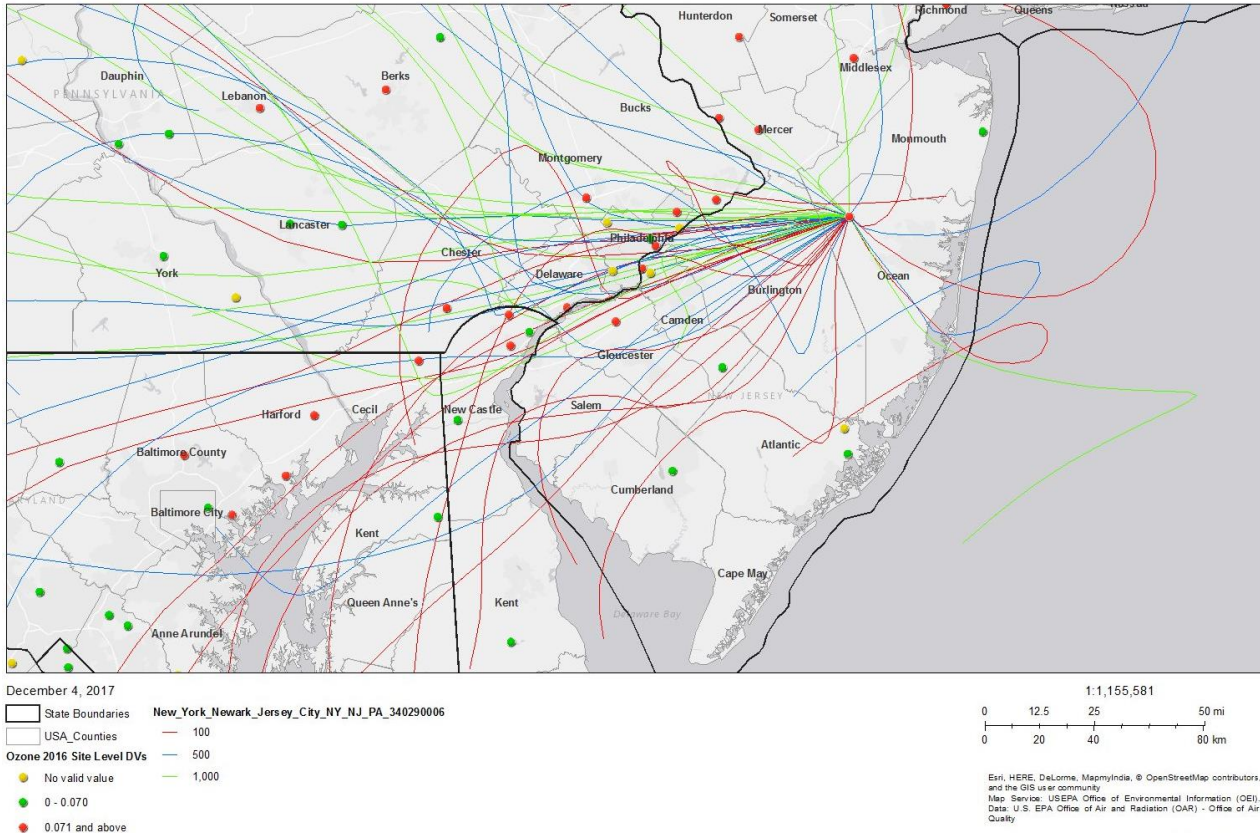 Hunterdon
Somerset
Richmond
Queens
Dauphin
PENNSYLVANIA
Lebanon
Berks
Middlesex
Bucks
Mercer
Monmouth
Montgomery
Lancaster
Chester
Philadelphia
York
Delaware
Ocean
Burlington
Camden
Gloucester
Harford
Cecil
New Castle
Salem
NEW JERSEY
Baltimore County
Atlantic
Cumberland
Baltimore City
Kent
Cape May
Queen Anne's
Kent
Delaware Bay
Anne Arundel
December 4, 2017
State Boundaries
USA_Counties
Ozone 2016 Site Level DVs
No valid value
0 - 0.070
0.071 and above
New_York_Newark_Jersey_City_NY_NJ_PA_340290006
100
500
1,000
1:1,155,581
0 12.5 25 50 mi
0 20 40 80 km
Esri, HERE, DeLorme, MapmyIndia, © OpenStreetMap contributors,
and the GIS user community
Map Service: USEPA Office of Environmental Information (OEI).
Data: U.S. EPA Office of Air and Radiation (OAR) - Office of Air
Quality